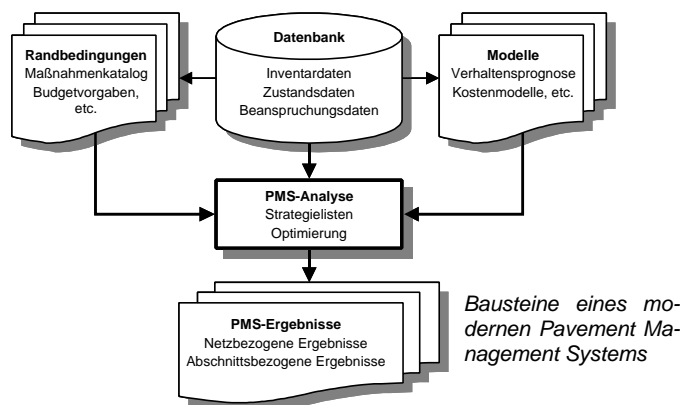 Randbedingungen
Maßnahmenkatalog
Budgetvorgaben,
etc.
Datenbank
Inventardaten
Zustandsdaten
Beanspruchungsdaten
Modelle
Verhaltensprognose
Kostenmodelle, etc.
PMS-Analyse
Strategielisten
Optimierung
PMS-Ergebnisse
Netzbezogene Ergebnisse
Abschnittsbezogene Ergebnisse
Bausteine eines mo-
dernen Pavement Ma-
nagement Systems